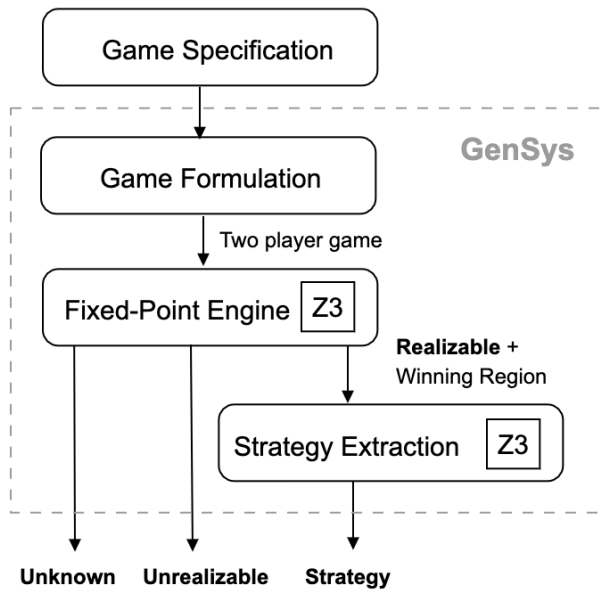 Game Specification
GenSys
Game Formulation
Two player game
Fixed-Point Engine Z3
Realizable +
Winning Region
Strategy Extraction Z3
Unknown Unrealizable Strategy